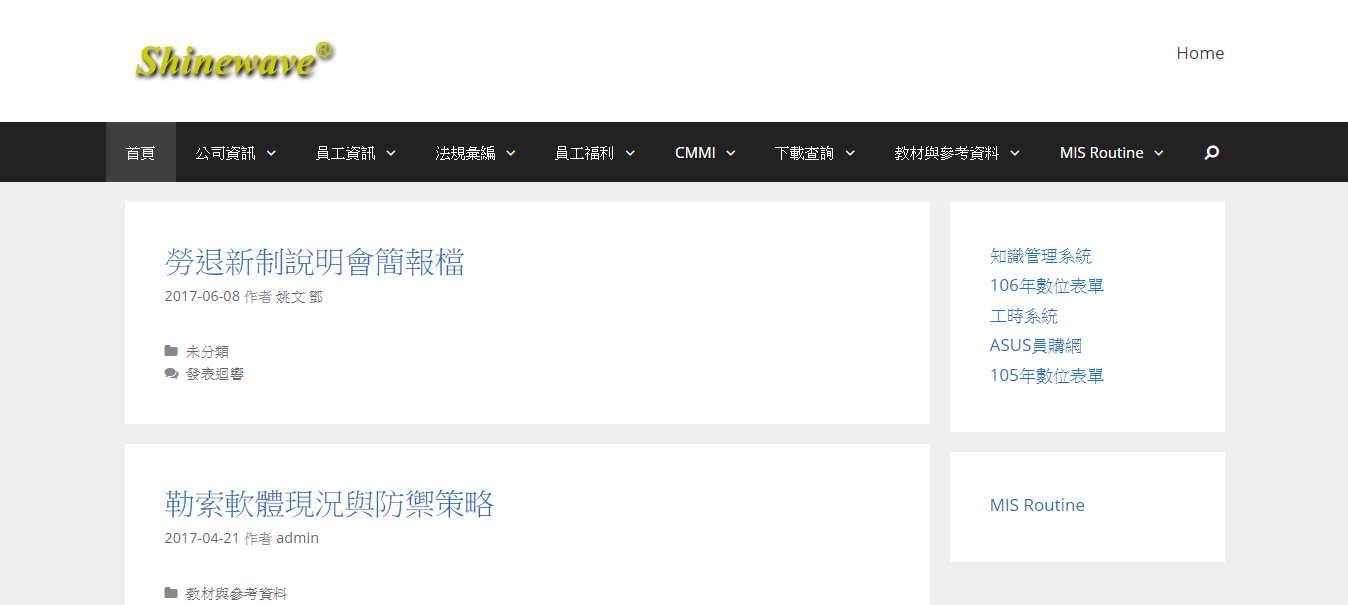 Shinewave®
Home
首頁 公司資訊 員工資訊 法規彙編 員工福利 CMMI 下載查詢 教材與參考資料 MIS Routine
勞退新制說明會簡報檔
2017-06-08 作者 姚文 鄧
未分類
發表迴響
勒索軟體現況與防禦策略
2017-04-21 作者 admin
教材與參考資料
知識管理系統
106年數位表單
工時系統
ASUS員購網
105年數位表單
MIS Routine